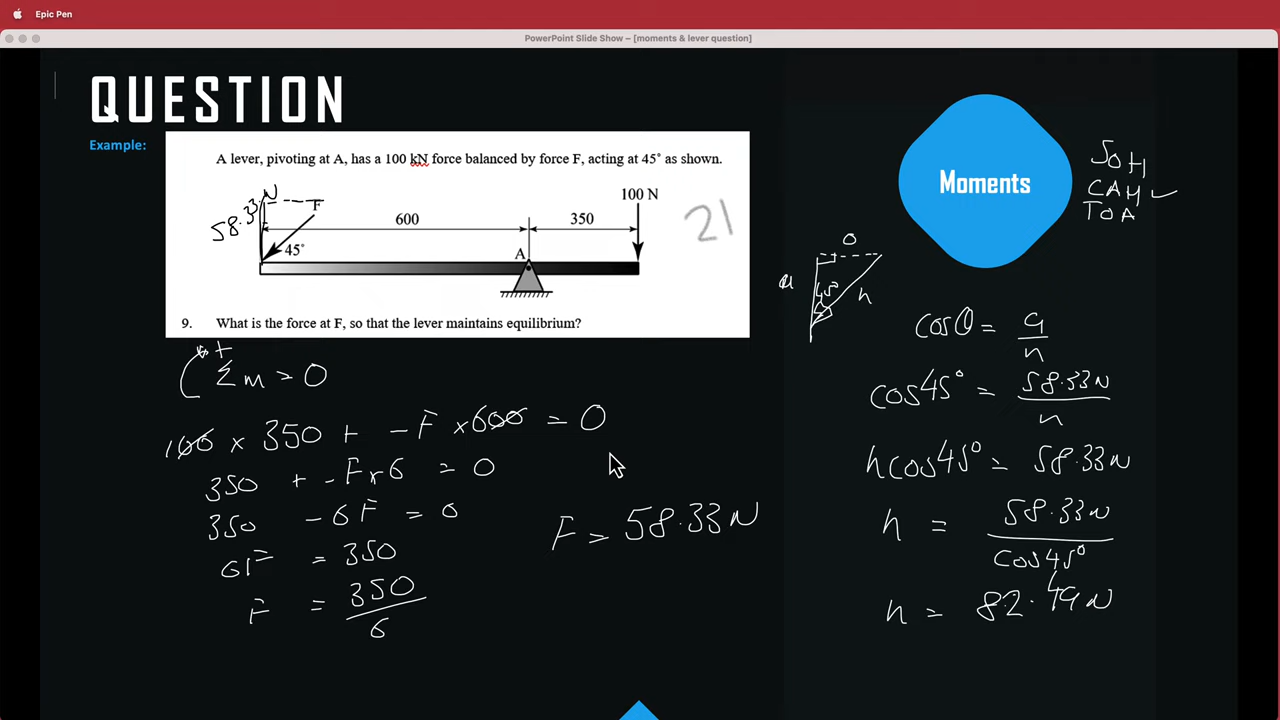 Epic Pen
PowerPoint Slide Show – [moments & lever question]
QUESTION
Example:
A lever, pivoting at A, has a 100 kN force balanced by force F, acting at 45° as shown.
58.33N
F
45°
600
A
350
100 N
21
9. What is the force at F, so that the lever maintains equilibrium?
Moments
SOH
CAH ✓
TOA
+
Σm = 0
100 x 350 + - F x 600 = 0
350 + - F x 6 = 0
350 - 6F = 0
6F = 350
F = 350
6
F = 58.33N
o
a
45°
h
cosθ = a
h
cos45° = 58.33N
h
hcos45° = 58.33N
h = 58.33N
cos45°
h = 82.49N